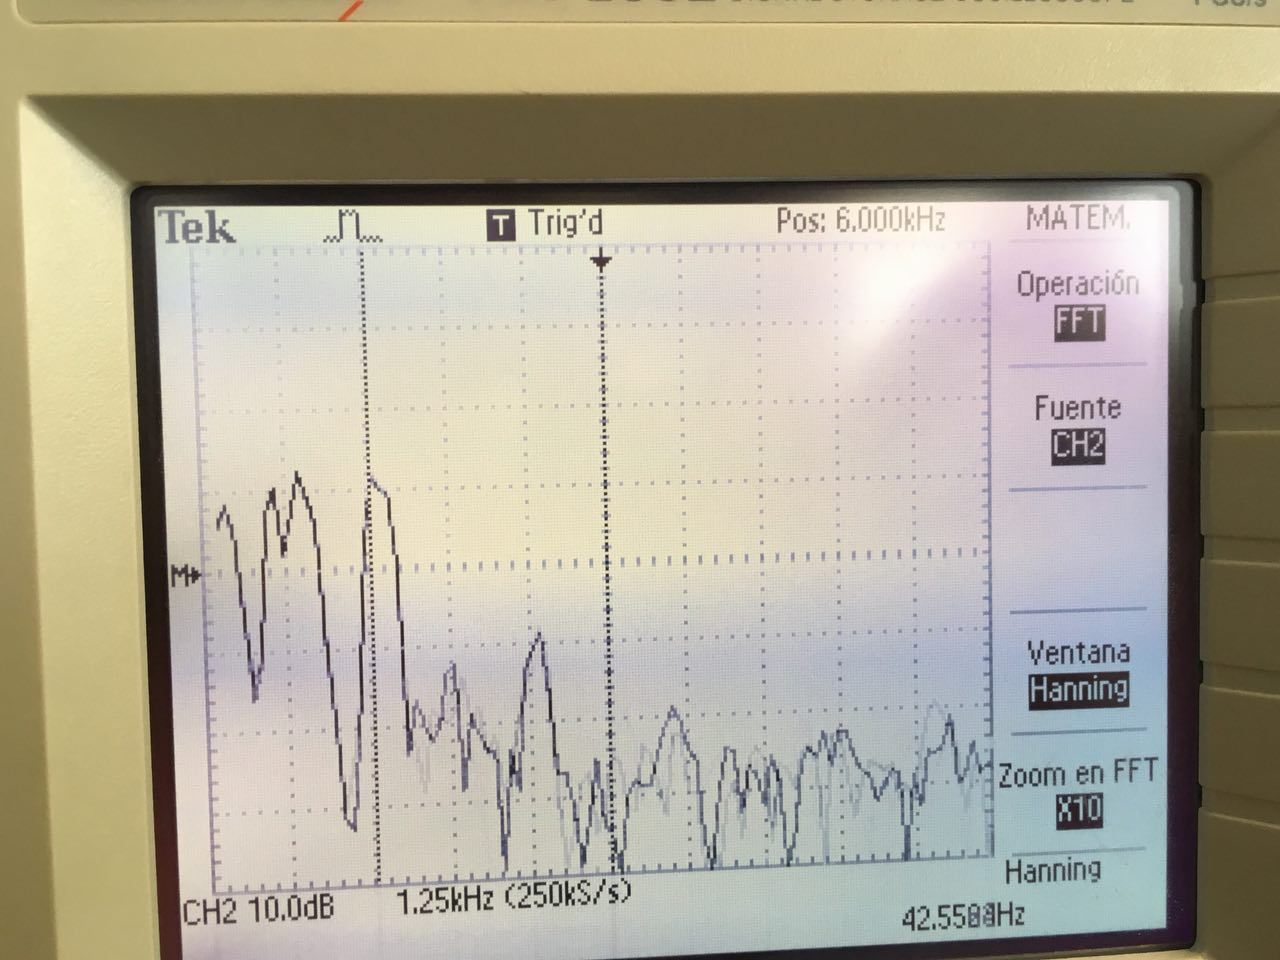 Tek T Trig'd Pos: 6.000kHz MATEM.
Operación
FFT
Fuente
CH2
M
Ventana
Hanning
Zoom en FFT
X10
Hanning
CH2 10.0dB 1.25kHz (250kS/s)